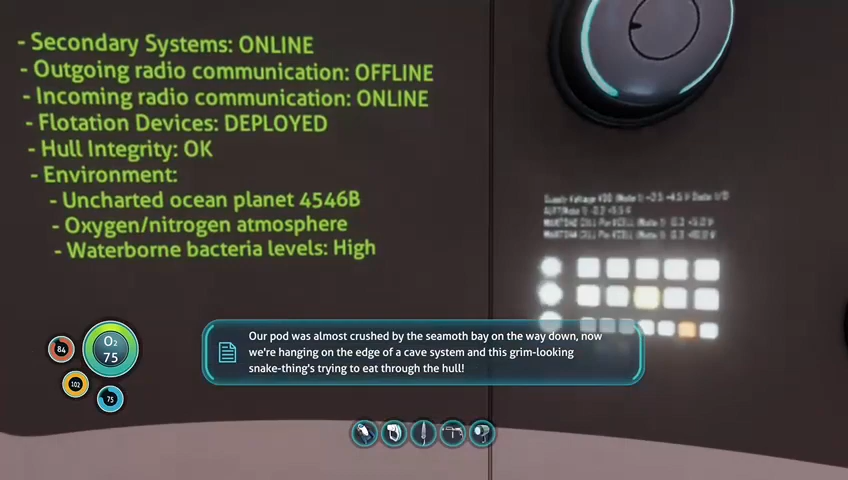 - Secondary Systems: ONLINE
- Outgoing radio communication: OFFLINE
- Incoming radio communication: ONLINE
- Flotation Devices: DEPLOYED
- Hull Integrity: OK
- Environment:
- Uncharted ocean planet 4546B
- Oxygen/nitrogen atmosphere
- Waterborne bacteria levels: High
84
O₂
75
102
75
Our pod was almost crushed by the seamoth bay on the way down, now
we're hanging on the edge of a cave system and this grim-looking
snake-thing's trying to eat through the hull!